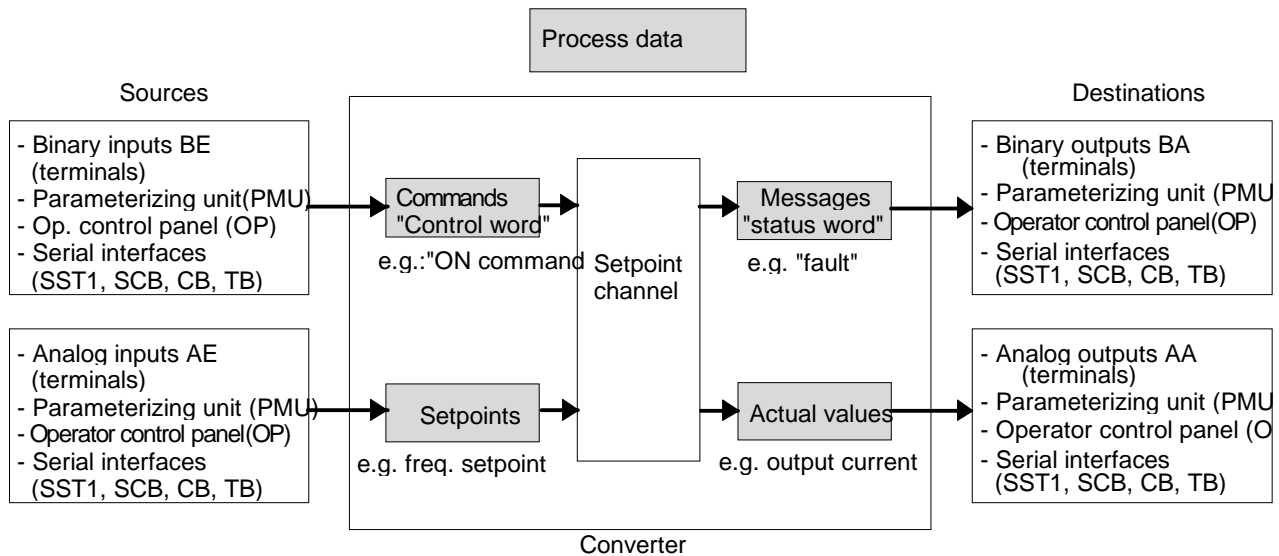 Process data
Sources
Destinations
- Binary inputs BE
(terminals)
- Parameterizing unit(PMU)
- Op. control panel (OP)
- Serial interfaces
(SST1, SCB, CB, TB)
Commands
"Control word"
e.g.:"ON command
Setpoint
channel
Messages
"status word"
e.g. "fault"
- Binary outputs BA
(terminals)
- Parameterizing unit (PMU
- Operator control panel(OP)
- Serial interfaces
(SST1, SCB, CB, TB)
- Analog inputs AE
(terminals)
- Parameterizing unit (PMU)
- Operator control panel(OP)
- Serial interfaces
(SST1, SCB, CB, TB)
Setpoints
e.g. freq. setpoint
Actual values
e.g. output current
- Analog outputs AA
(terminals)
- Parameterizing unit (PMU
- Operator control panel (O
- Serial interfaces
(SST1, SCB, CB, TB)
Converter